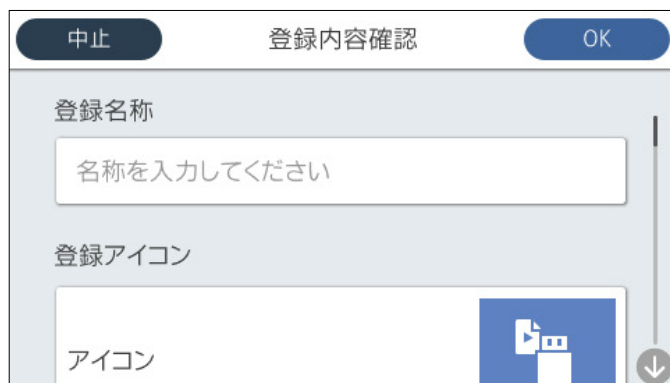 中止 登録内容確認 OK
登録名称
名称を入力してください
登録アイコン
アイコン